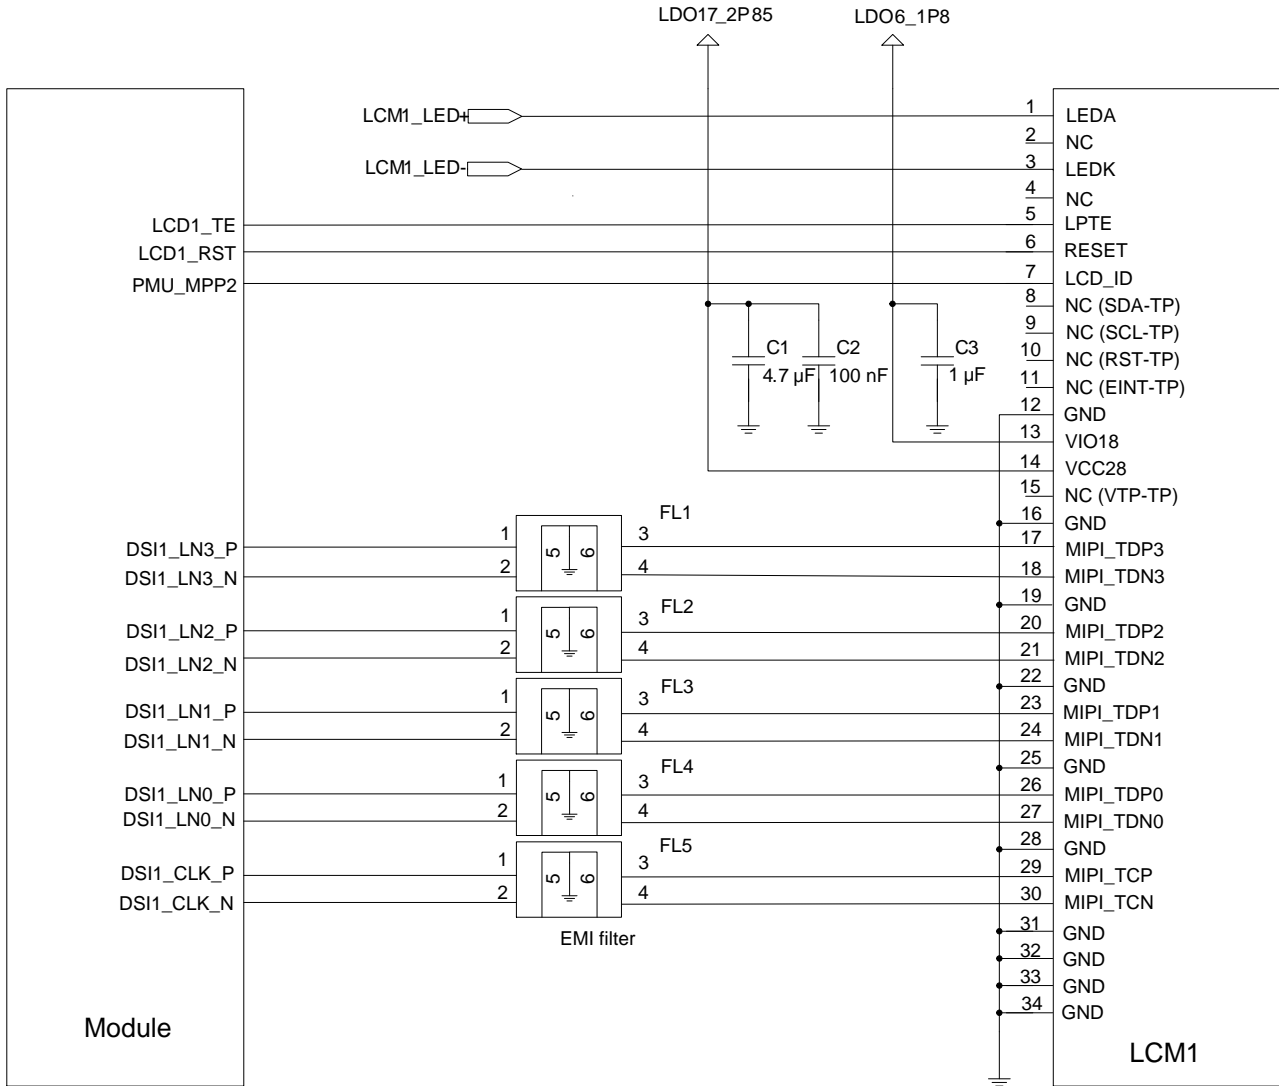 LDO17_2P85 LDO6_1P8
LCM1_LED+ 1 LEDA
2 NC
LCM1_LED- 3 LEDK
4 NC
LCD1_TE 5 LPTE
LCD1_RST 6 RESET
PMU_MPP2 7 LCD_ID
8 NC (SDA-TP)
9 NC (SCL-TP)
C1 C2 C3 10 NC (RST-TP)
4.7 µF 100 nF 1 µF 11 NC (EINT-TP)
12 GND
13 VIO18
14 VCC28
15 NC (VTP-TP)
FL1 16 GND
DSI1_LN3_P 1 5 6 3 17 MIPI_TDP3
DSI1_LN3_N 2 4 18 MIPI_TDN3
FL2 19 GND
DSI1_LN2_P 1 5 6 3 20 MIPI_TDP2
DSI1_LN2_N 2 4 21 MIPI_TDN2
FL3 22 GND
DSI1_LN1_P 1 5 6 3 23 MIPI_TDP1
DSI1_LN1_N 2 4 24 MIPI_TDN1
FL4 25 GND
DSI1_LN0_P 1 5 6 3 26 MIPI_TDP0
DSI1_LN0_N 2 4 27 MIPI_TDN0
FL5 28 GND
DSI1_CLK_P 1 5 6 3 29 MIPI_TCP
DSI1_CLK_N 2 4 30 MIPI_TCN
EMI filter 31 GND
32 GND
33 GND
34 GND
Module LCM1